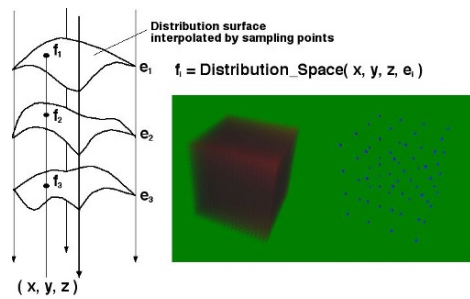 Distribution surface
interpolated by sampling points
f1
e1
fi = Distribution_Space( x, y, z, ei )
f2
e2
f3
e3
( x, y, z )